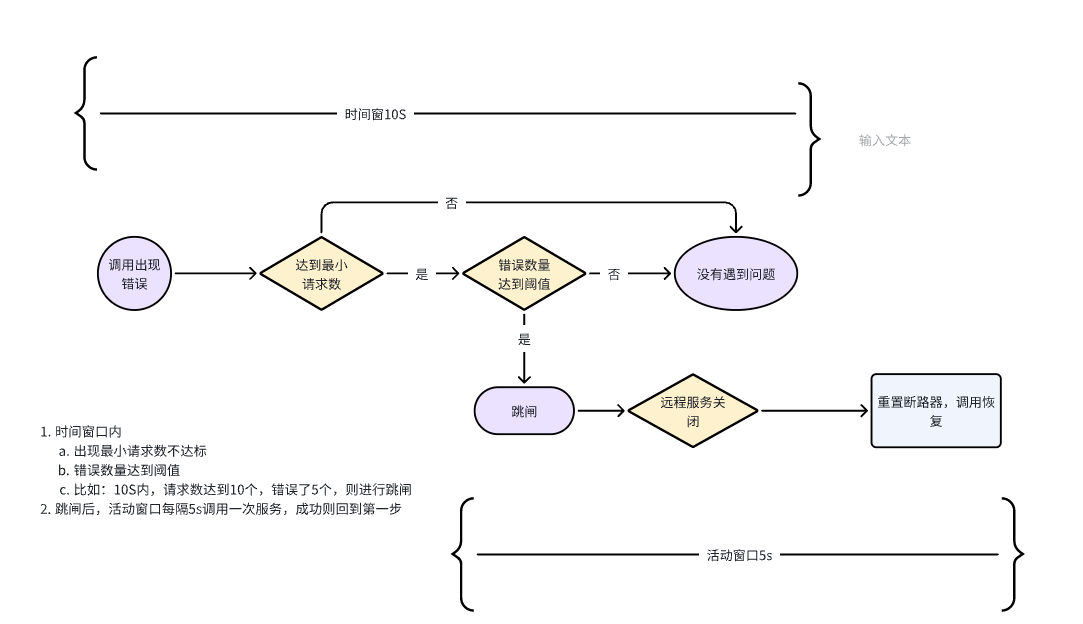 时间窗10S
输入文本
否
调用出现
错误
达到最小
请求数
是
错误数量
达到阈值
否
没有遇到问题
是
跳闸
远程服务关
闭
重置断路器，调用恢
复
1. 时间窗口内
a. 出现最小请求数不达标
b. 错误数量达到阈值
c. 比如：10S内，请求数达到10个，错误了5个，则进行跳闸
2. 跳闸后，活动窗口每隔5s调用一次服务，成功则回到第一步
活动窗口5s